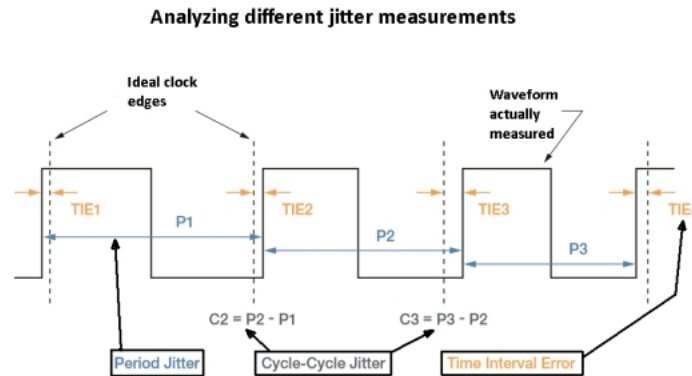 Analyzing different jitter measurements
Ideal clock
edges
Waveform
actually
measured
TIE1
TIE2
TIE3
TIE
P1
P2
P3
C2 = P2 - P1
C3 = P3 - P2
Period Jitter
Cycle-Cycle Jitter
Time Interval Error